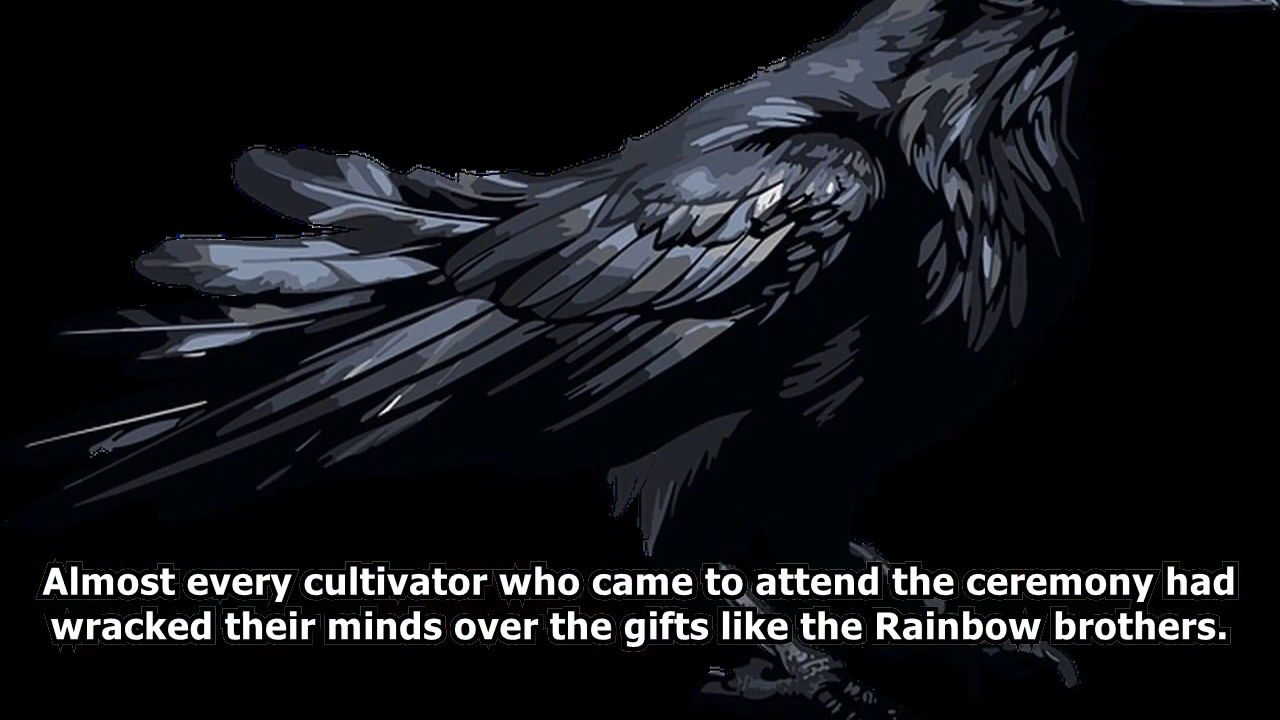 Almost every cultivator who came to attend the ceremony had
wracked their minds over the gifts like the Rainbow brothers.